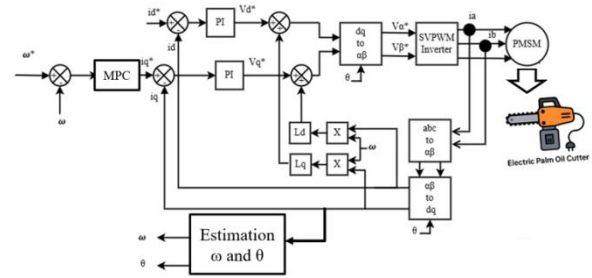 id*
Vd*
PI
id
ω*
MPC
iq*
iq
PI
Vq*
ω
dq
to
αβ
θ
Vα*
Vβ*
SVPWM
Inverter
ia
ib
PMSM
Ld
X
ω
Lq
X
abc
to
αβ
αβ
to
dq
θ
Electric Palm Oil Cutter
Estimation
ω and θ
ω
θ